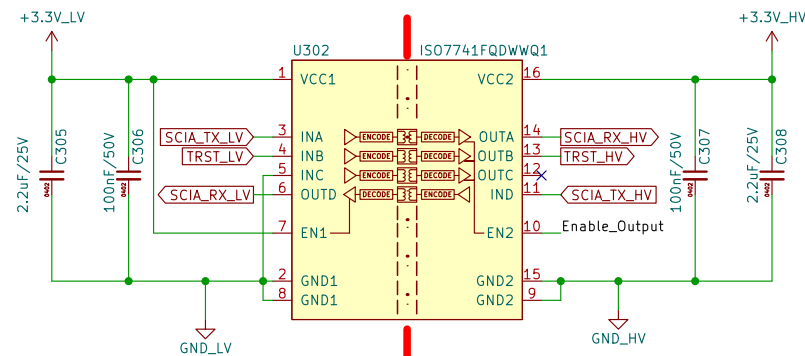 +3.3V_LV
+3.3V_HV
U302
ISO7741FQDWWQ1
1
VCC1
VCC2
16
2.2uF/25V
0402
C305
100nF/50V
0402
C306
SCIA_TX_LV
3
INA
ENCODE
DECODE
OUTA
14
SCIA_RX_HV
TRST_LV
4
INB
ENCODE
DECODE
OUTB
13
TRST_HV
5
INC
ENCODE
DECODE
OUTC
12
SCIA_RX_LV
6
OUTD
DECODE
ENCODE
IND
11
SCIA_TX_HV
100nF/50V
0402
C307
2.2uF/25V
0402
C308
7
EN1
EN2
10
Enable_Output
2
GND1
GND2
15
8
GND1
GND2
9
GND_LV
GND_HV